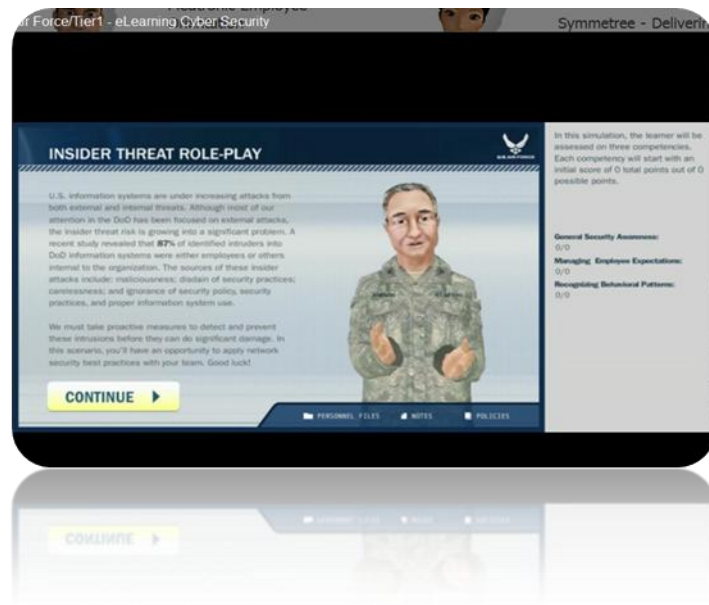 ir Force/Tier1 - eLearning Cyber Security
Symmetree - Deliverin
INSIDER THREAT ROLE-PLAY
U.S. AIR FORCE
U.S. information systems are under increasing attacks from
both external and internal threats. Although most of our
attention in the DoD has been focused on external attacks,
the insider threat risk is growing into a significant problem. A
recent study revealed that 87% of identified intruders into
DoD information systems were either employees or others
internal to the organization. The sources of these insider
attacks include: maliciousness; disdain of security practices;
carelessness; and ignorance of security policy, security
practices, and proper information system use.
We must take proactive measures to detect and prevent
these intrusions before they can do significant damage. In
this scenario, you'll have an opportunity to apply network
security best practices with your team. Good luck!
CONTINUE
PERSONNEL FILES
NOTES
POLICIES
In this simulation, the learner will be
assessed on three competencies.
Each competency will start with an
initial score of 0 total points out of 0
possible points.
General Security Awareness:
0/0
Managing Employee Expectations:
0/0
Recognizing Behavioral Patterns:
0/0
CONTINUE